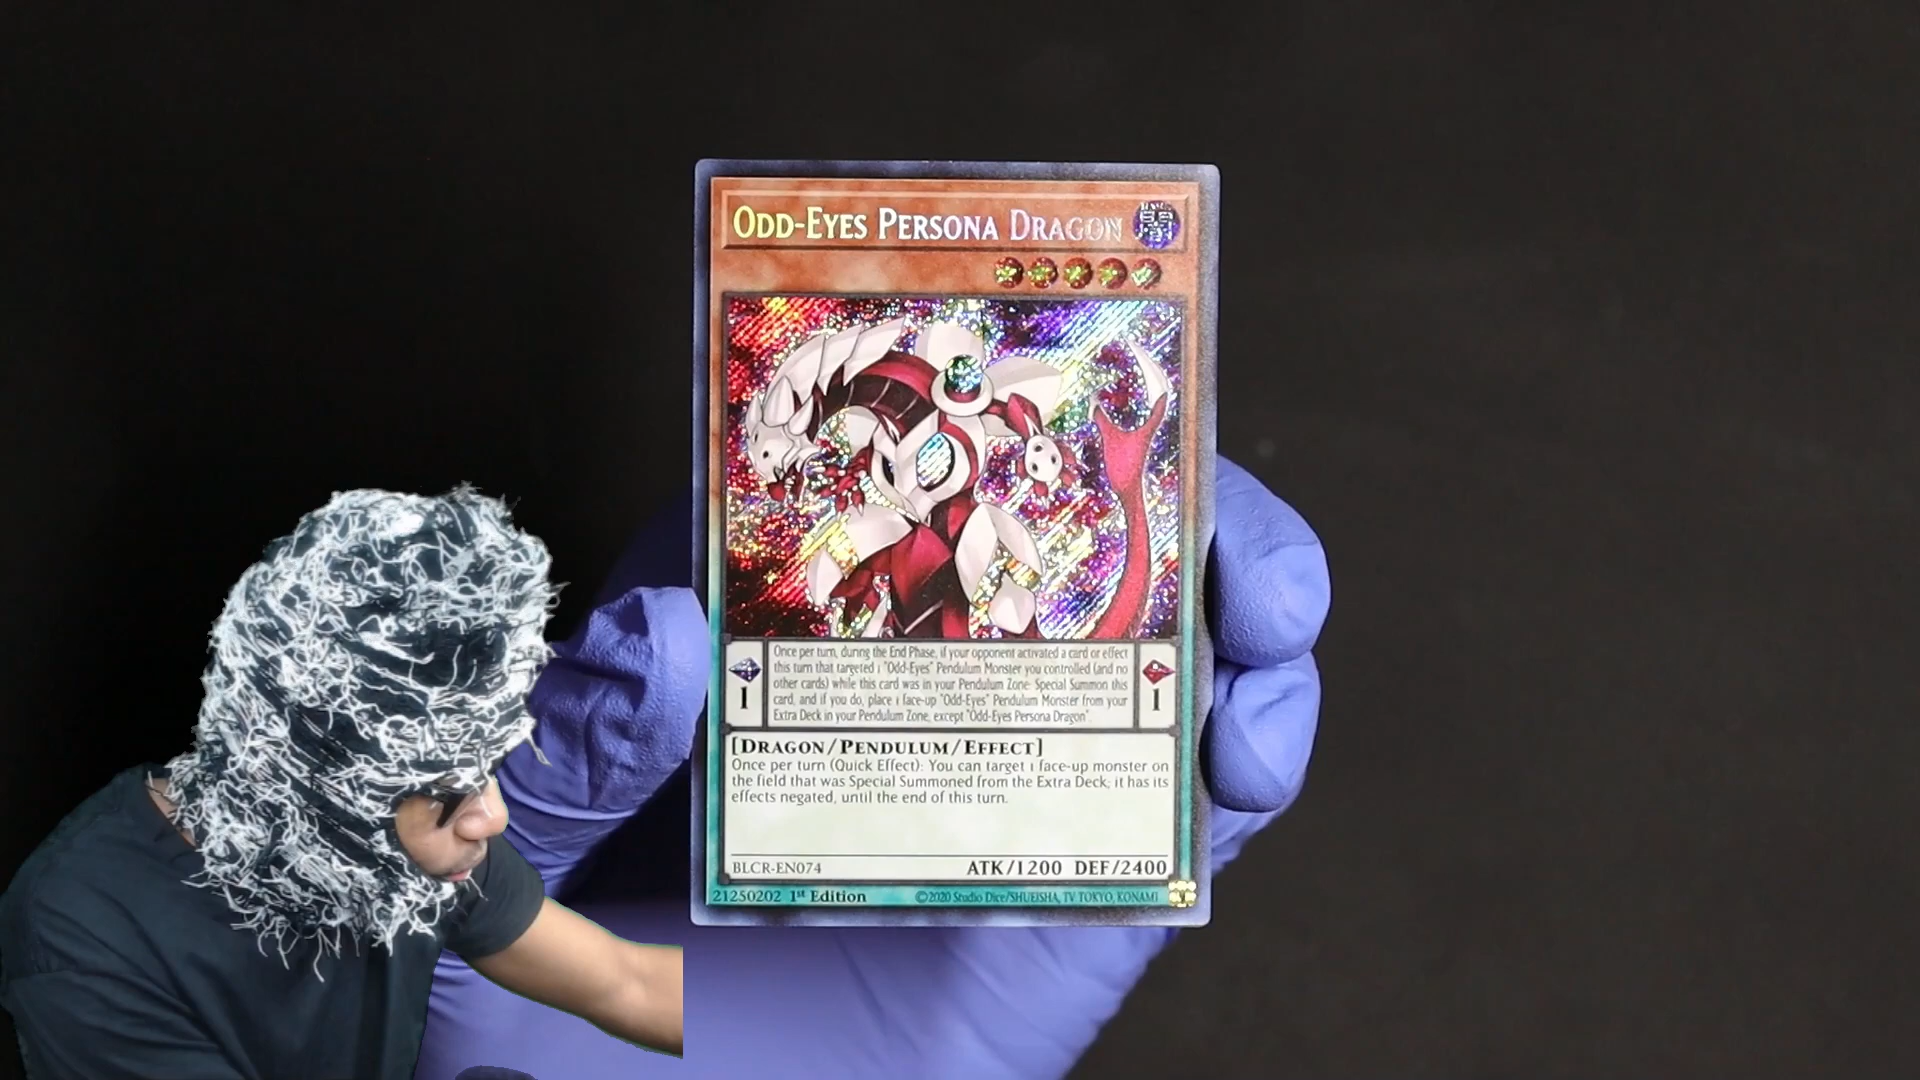 ODD-EYES PERSONA DRAGON
Once per turn, during the End Phase, if your opponent activated a card or effect
this turn that targeted 1 "Odd-Eyes" Pendulum Monster you controlled (and no
other cards) while this card was in your Pendulum Zone: Special Summon this
card, and if you do, place 1 face-up "Odd-Eyes" Pendulum Monster from your
Extra Deck in your Pendulum Zone, except "Odd-Eyes Persona Dragon".
1
1
[DRAGON/PENDULUM/EFFECT]
Once per turn (Quick Effect): You can target 1 face-up monster on
the field that was Special Summoned from the Extra Deck; it has its
effects negated, until the end of this turn.
BLCR-EN074
ATK/1200 DEF/2400
21250202 1st Edition
©2020 Studio Dice/SHUEISHA, TV TOKYO, KONAMI